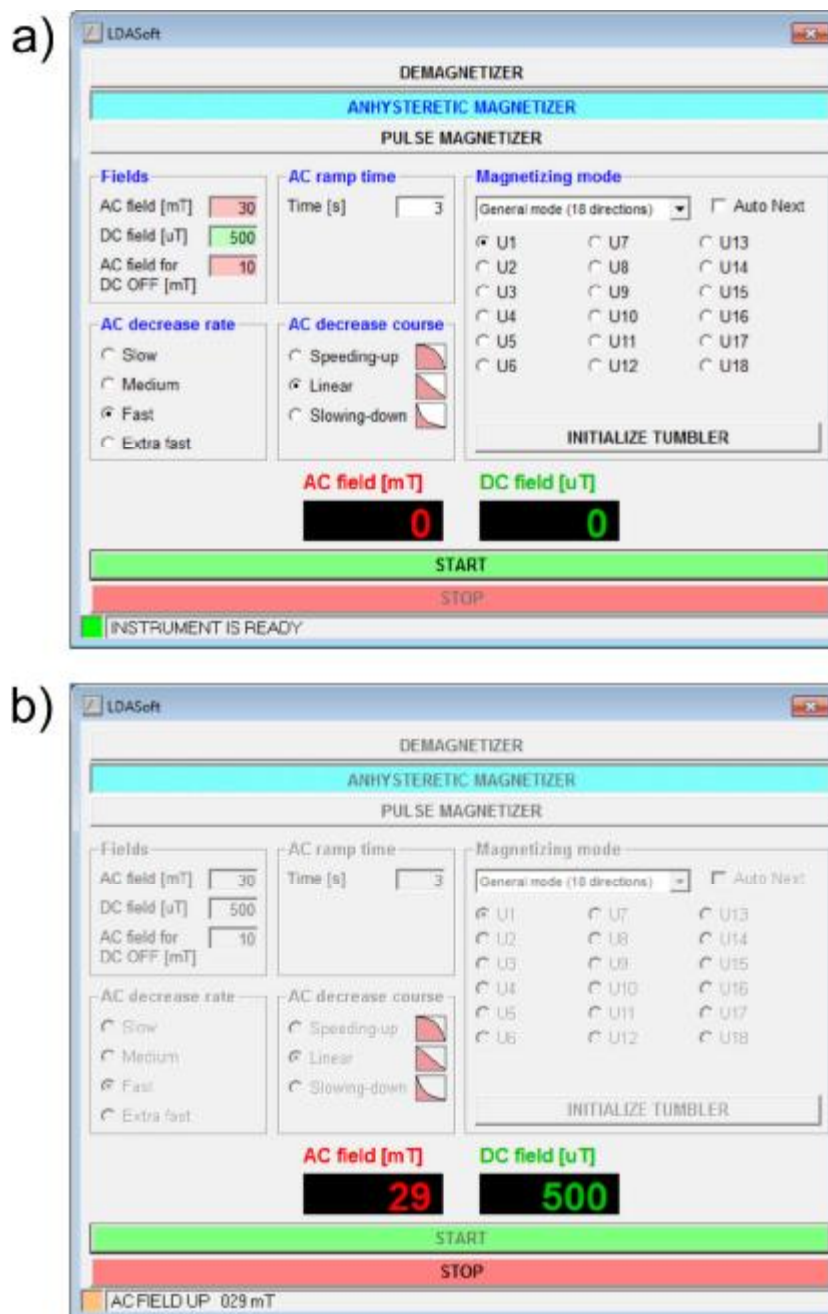 a)
LDASoft
DEMAGNETIZER
ANHYSTERETIC MAGNETIZER
PULSE MAGNETIZER
Fields
AC field [mT] 30
DC field [uT] 500
AC field for
DC OFF [mT] 10
AC ramp time
Time [s] 3
Magnetizing mode
General mode (18 directions) Auto Next
U1 U7 U13
U2 U8 U14
U3 U9 U15
U4 U10 U16
U5 U11 U17
U6 U12 U18
INITIALIZE TUMBLER
AC decrease rate
Slow
Medium
Fast
Extra fast
AC decrease course
Speeding-up
Linear
Slowing-down
AC field [mT] DC field [uT]
0 0
START
STOP
INSTRUMENT IS READY
b)
LDASoft
DEMAGNETIZER
ANHYSTERETIC MAGNETIZER
PULSE MAGNETIZER
Fields
AC field [mT] 30
DC field [uT] 500
AC field for
DC OFF [mT] 10
AC ramp time
Time [s] 3
Magnetizing mode
General mode (18 directions) Auto Next
U1 U7 U13
U2 U8 U14
U3 U9 U15
U4 U10 U16
U5 U11 U17
U6 U12 U18
INITIALIZE TUMBLER
AC decrease rate
Slow
Medium
Fast
Extra fast
AC decrease course
Speeding-up
Linear
Slowing-down
AC field [mT] DC field [uT]
29 500
START
STOP
AC FIELD UP 029 mT